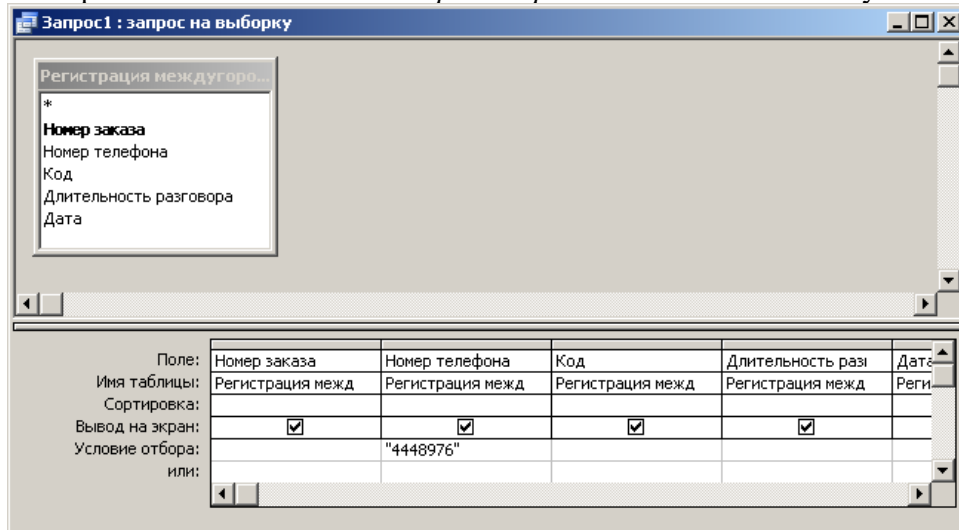 Запрос1 : запрос на выборку
Регистрация междугоро...
*
Номер заказа
Номер телефона
Код
Длительность разговора
Дата
Поле: Номер заказа Номер телефона Код Длительность разг Дата
Имя таблицы: Регистрация межд Регистрация межд Регистрация межд Регистрация межд Реги
Сортировка:
Вывод на экран:
Условие отбора: "4448976"
или: